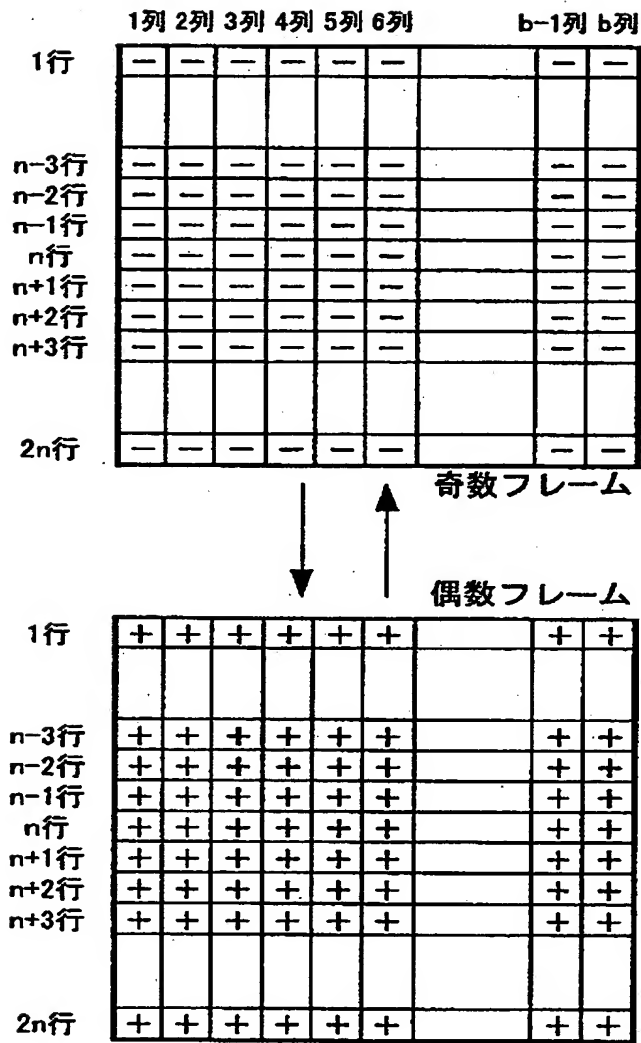 1列 2列 3列 4列 5列 6列 b-1列 b列
1行 － － － － － － － －
n-3行 － － － － － － － －
n-2行 － － － － － － － －
n-1行 － － － － － － － －
n行 － － － － － － － －
n+1行 － － － － － － － －
n+2行 － － － － － － － －
n+3行 － － － － － － － －
2n行 － － － － － － － －
奇数フレーム
偶数フレーム
1行 + + + + + + + +
n-3行 + + + + + + + +
n-2行 + + + + + + + +
n-1行 + + + + + + + +
n行 + + + + + + + +
n+1行 + + + + + + + +
n+2行 + + + + + + + +
n+3行 + + + + + + + +
2n行 + + + + + + + +